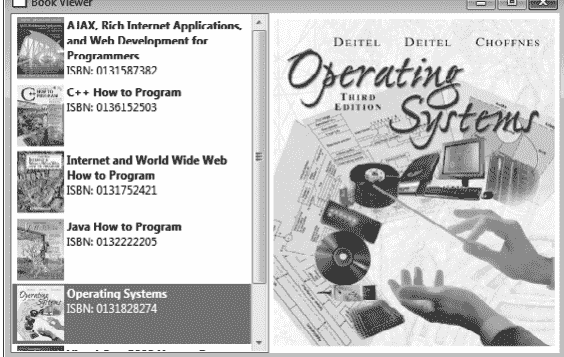 Book Viewer
AJAX, Rich Internet Applications,
and Web Development for
Programmers
ISBN: 0131587382
C++ How to Program
ISBN: 0136152503
Internet and World Wide Web
How to Program
ISBN: 0131752421
Java How to Program
ISBN: 0132222205
Operating Systems
ISBN: 0131828274
DEITEL DEITEL CHOFFNES
Operating
THIRD
EDITION
Systems